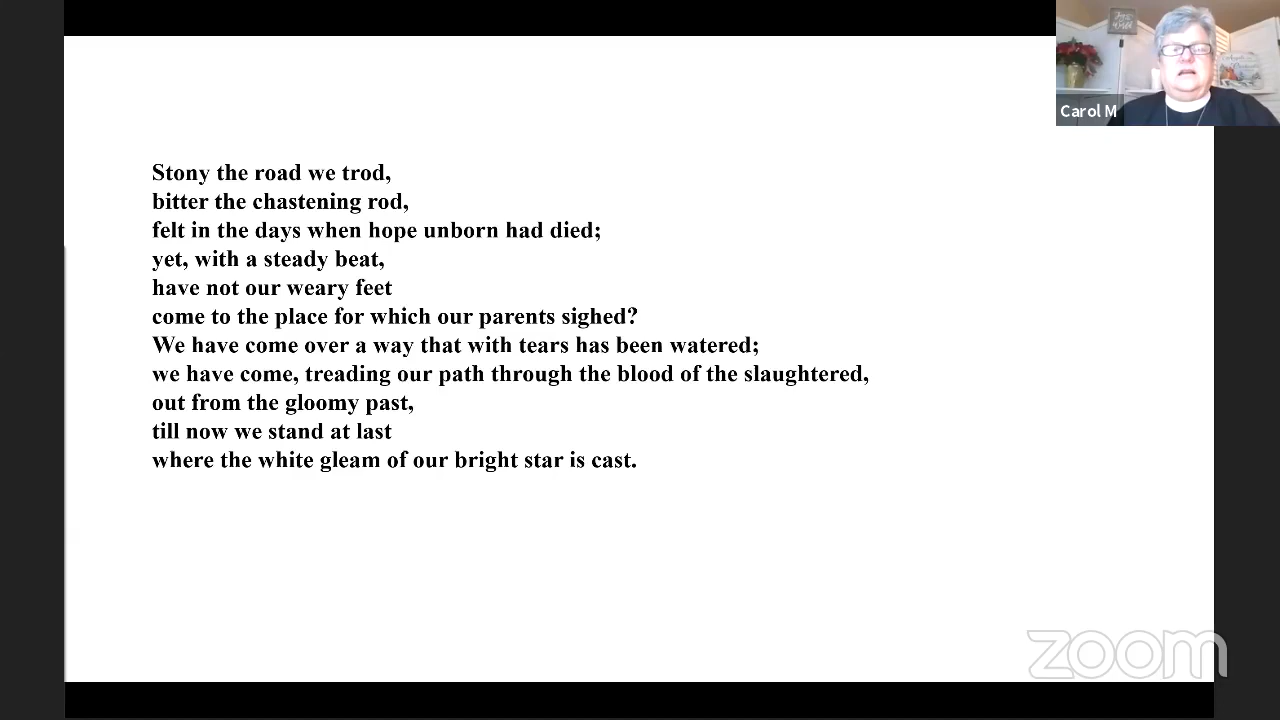 Stony the road we trod,
bitter the chastening rod,
felt in the days when hope unborn had died;
yet, with a steady beat,
have not our weary feet
come to the place for which our parents sighed?
We have come over a way that with tears has been watered;
we have come, treading our path through the blood of the slaughtered,
out from the gloomy past,
till now we stand at last
where the white gleam of our bright star is cast.
Carol M
zoom